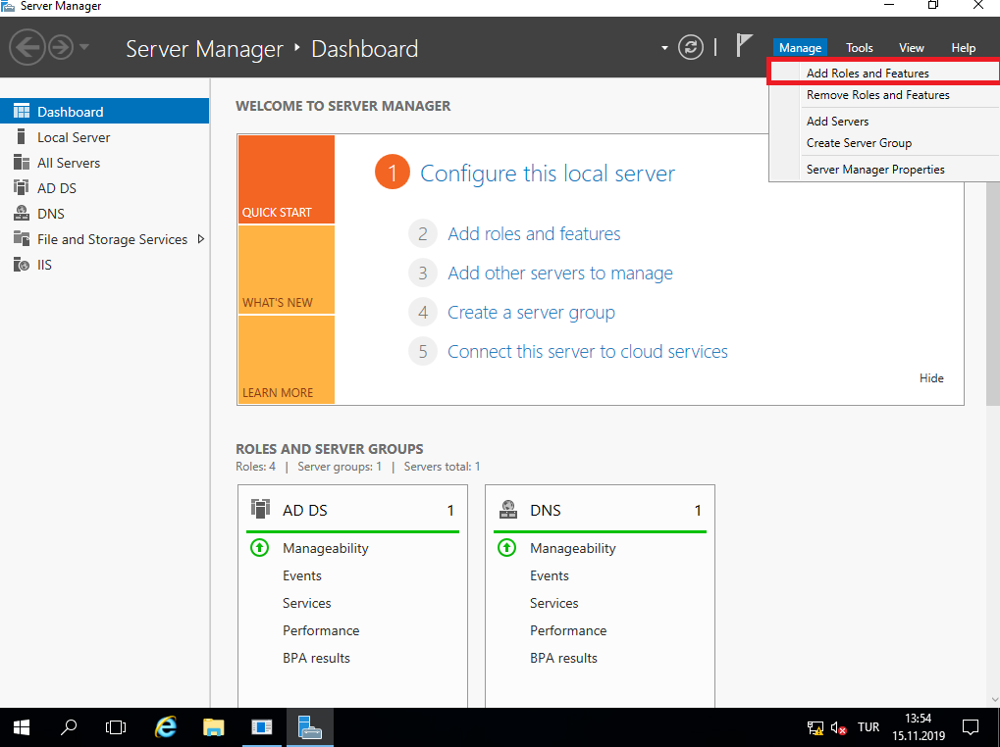 Server Manager
Server Manager • Dashboard
Manage Tools View Help
Add Roles and Features
Remove Roles and Features
Add Servers
Create Server Group
Server Manager Properties
Dashboard
Local Server
All Servers
AD DS
DNS
File and Storage Services
IIS
WELCOME TO SERVER MANAGER
QUICK START
WHAT'S NEW
LEARN MORE
1 Configure this local server
2 Add roles and features
3 Add other servers to manage
4 Create a server group
5 Connect this server to cloud services
Hide
ROLES AND SERVER GROUPS
Roles: 4 | Server groups: 1 | Servers total: 1
AD DS 1
Manageability
Events
Services
Performance
BPA results
DNS 1
Manageability
Events
Services
Performance
BPA results
TUR
13:54
15.11.2019